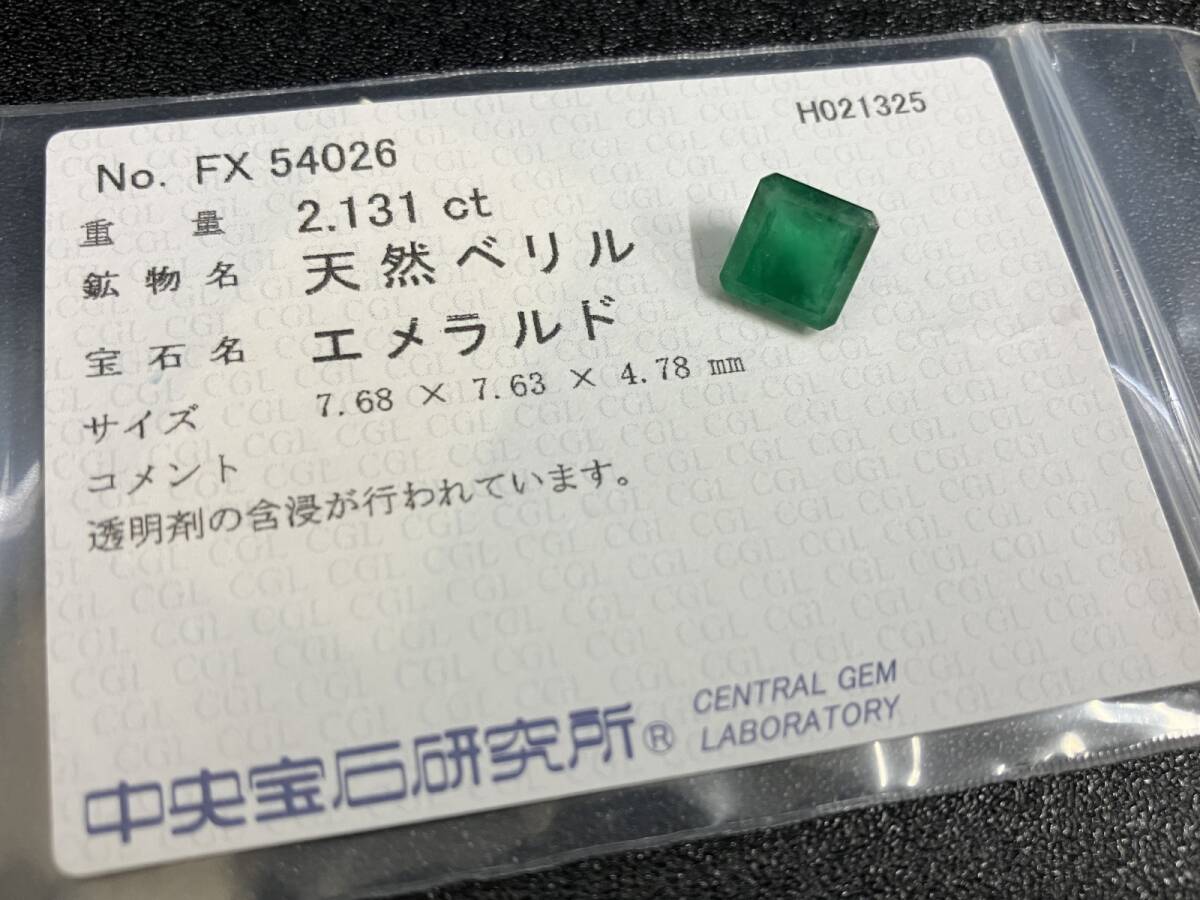 H021325
No. FX 54026
重量 2.131 ct
鉱物名 天然ベリル
宝石名 エメラルド
サイズ 7.68 × 7.63 × 4.78 mm
コメント
透明剤の含浸が行われています。
中央宝石研究所® CENTRAL GEM
LABORATORY